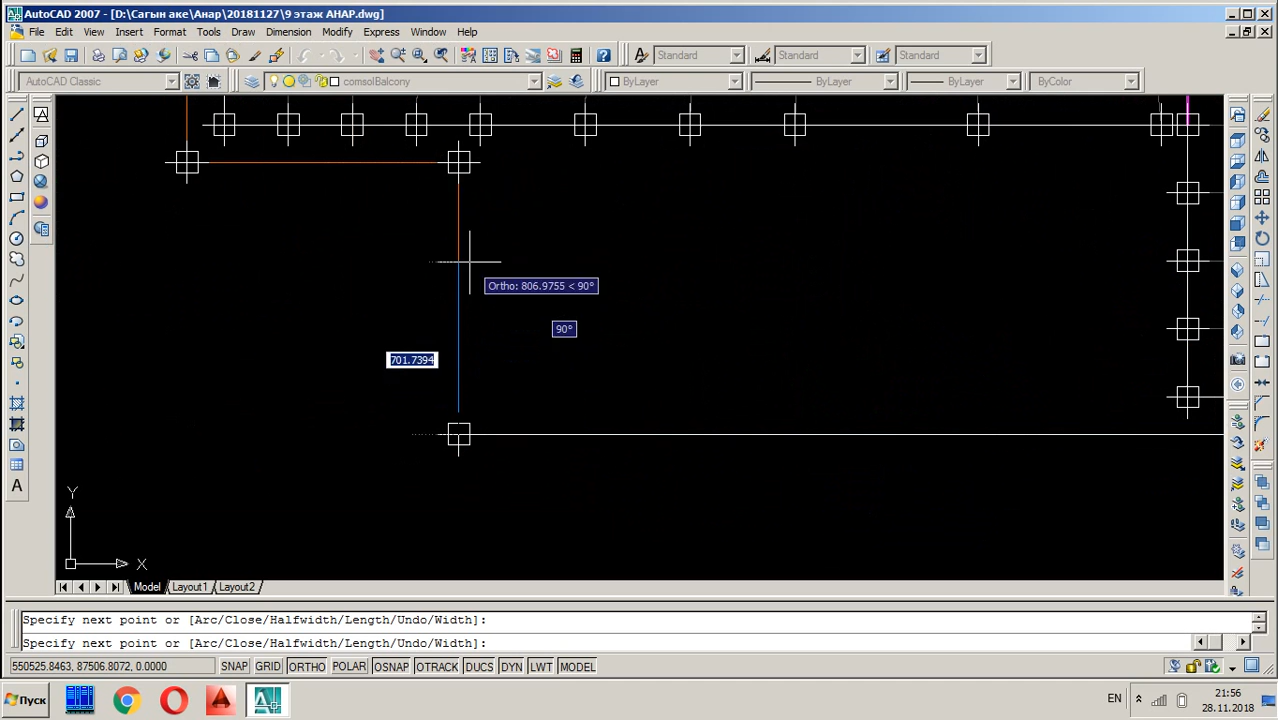 AutoCAD 2007 - [D:\Сагын аке\Анар\20181127\9 этаж АНАР.dwg]
File Edit View Insert Format Tools Draw Dimension Modify Express Window Help
Standard Standard Standard
AutoCAD Classic comsolBalcony ByLayer ByLayer ByLayer ByColor
Ortho: 806.9755 < 90°
90°
701.7394
Y
X
A
Model Layout1 Layout2
Specify next point or [Arc/Close/Halfwidth/Length/Undo/Width]:
Specify next point or [Arc/Close/Halfwidth/Length/Undo/Width]:
550525.8463, 87506.8072, 0.0000 SNAP GRID ORTHO POLAR OSNAP OTRACK DUCS DYN LWT MODEL
Пуск EN 21:56
28.11.2018